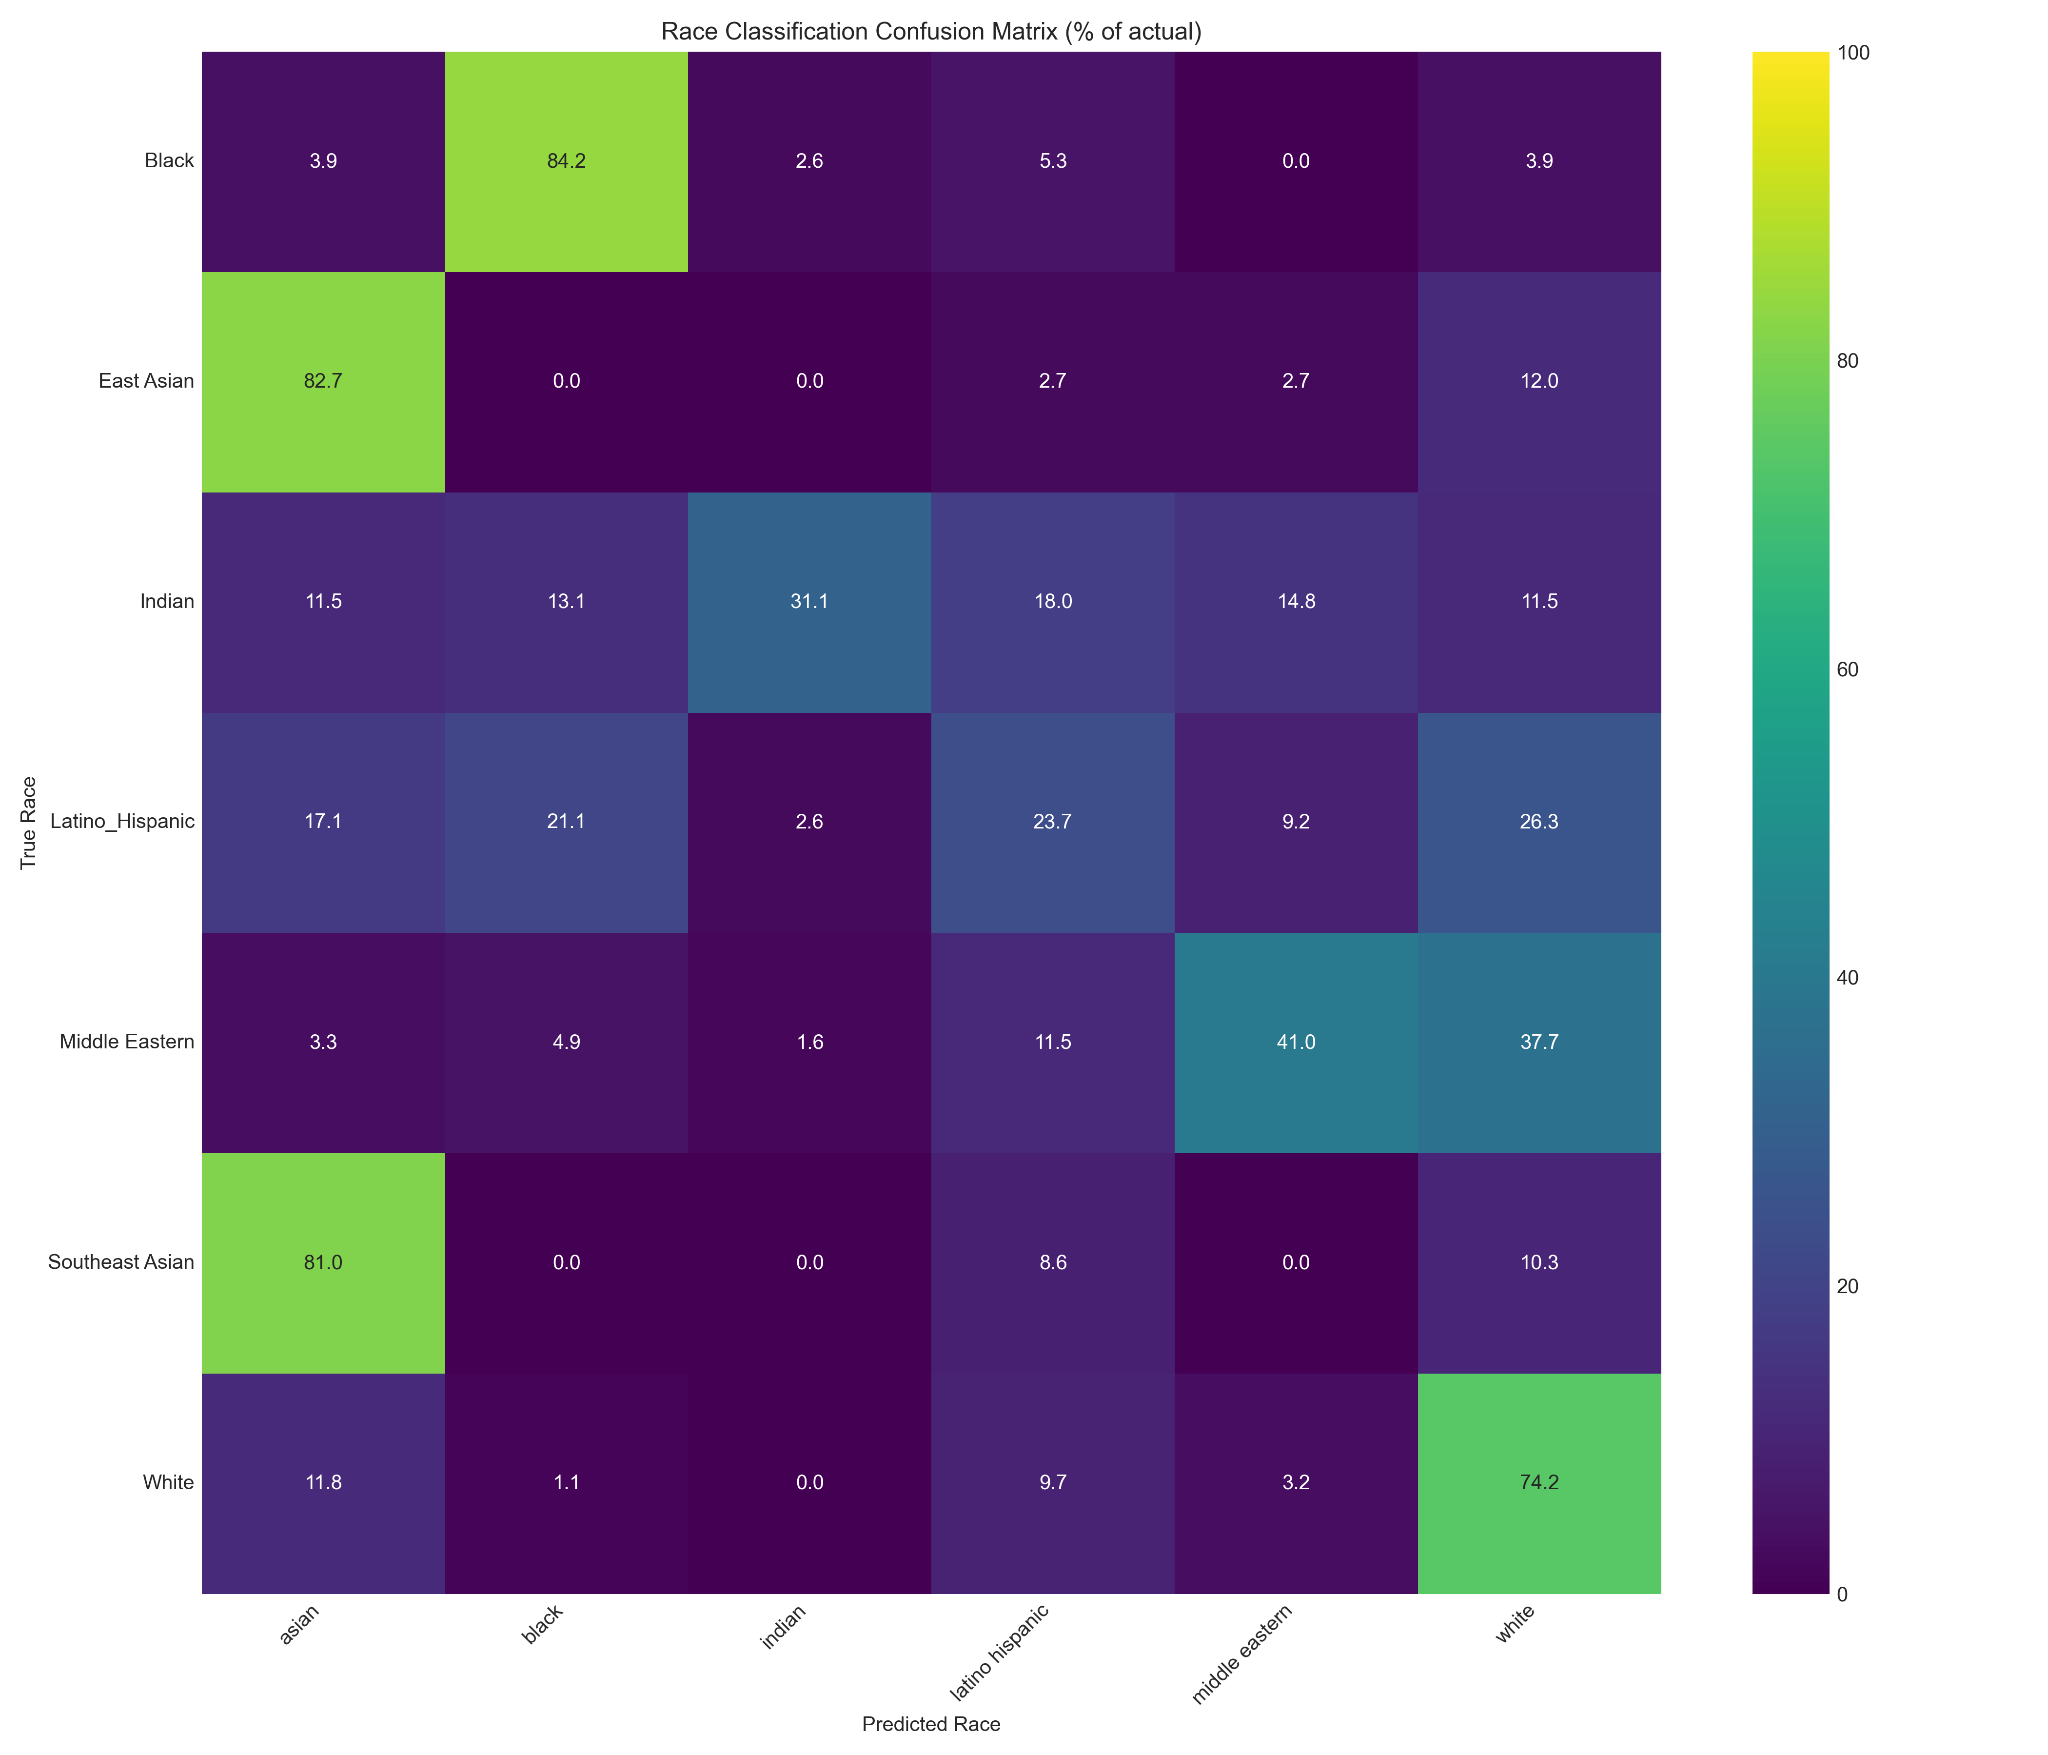 Race Classification Confusion Matrix (% of actual)
100
Black 3.9 84.2 2.6 5.3 0.0 3.9
80
East Asian 82.7 0.0 0.0 2.7 2.7 12.0
60
Indian 11.5 13.1 31.1 18.0 14.8 11.5
True Race
Latino_Hispanic 17.1 21.1 2.6 23.7 9.2 26.3
40
Middle Eastern 3.3 4.9 1.6 11.5 41.0 37.7
Southeast Asian 81.0 0.0 0.0 8.6 0.0 10.3
20
White 11.8 1.1 0.0 9.7 3.2 74.2
0
asian black indian latino hispanic middle eastern white
Predicted Race